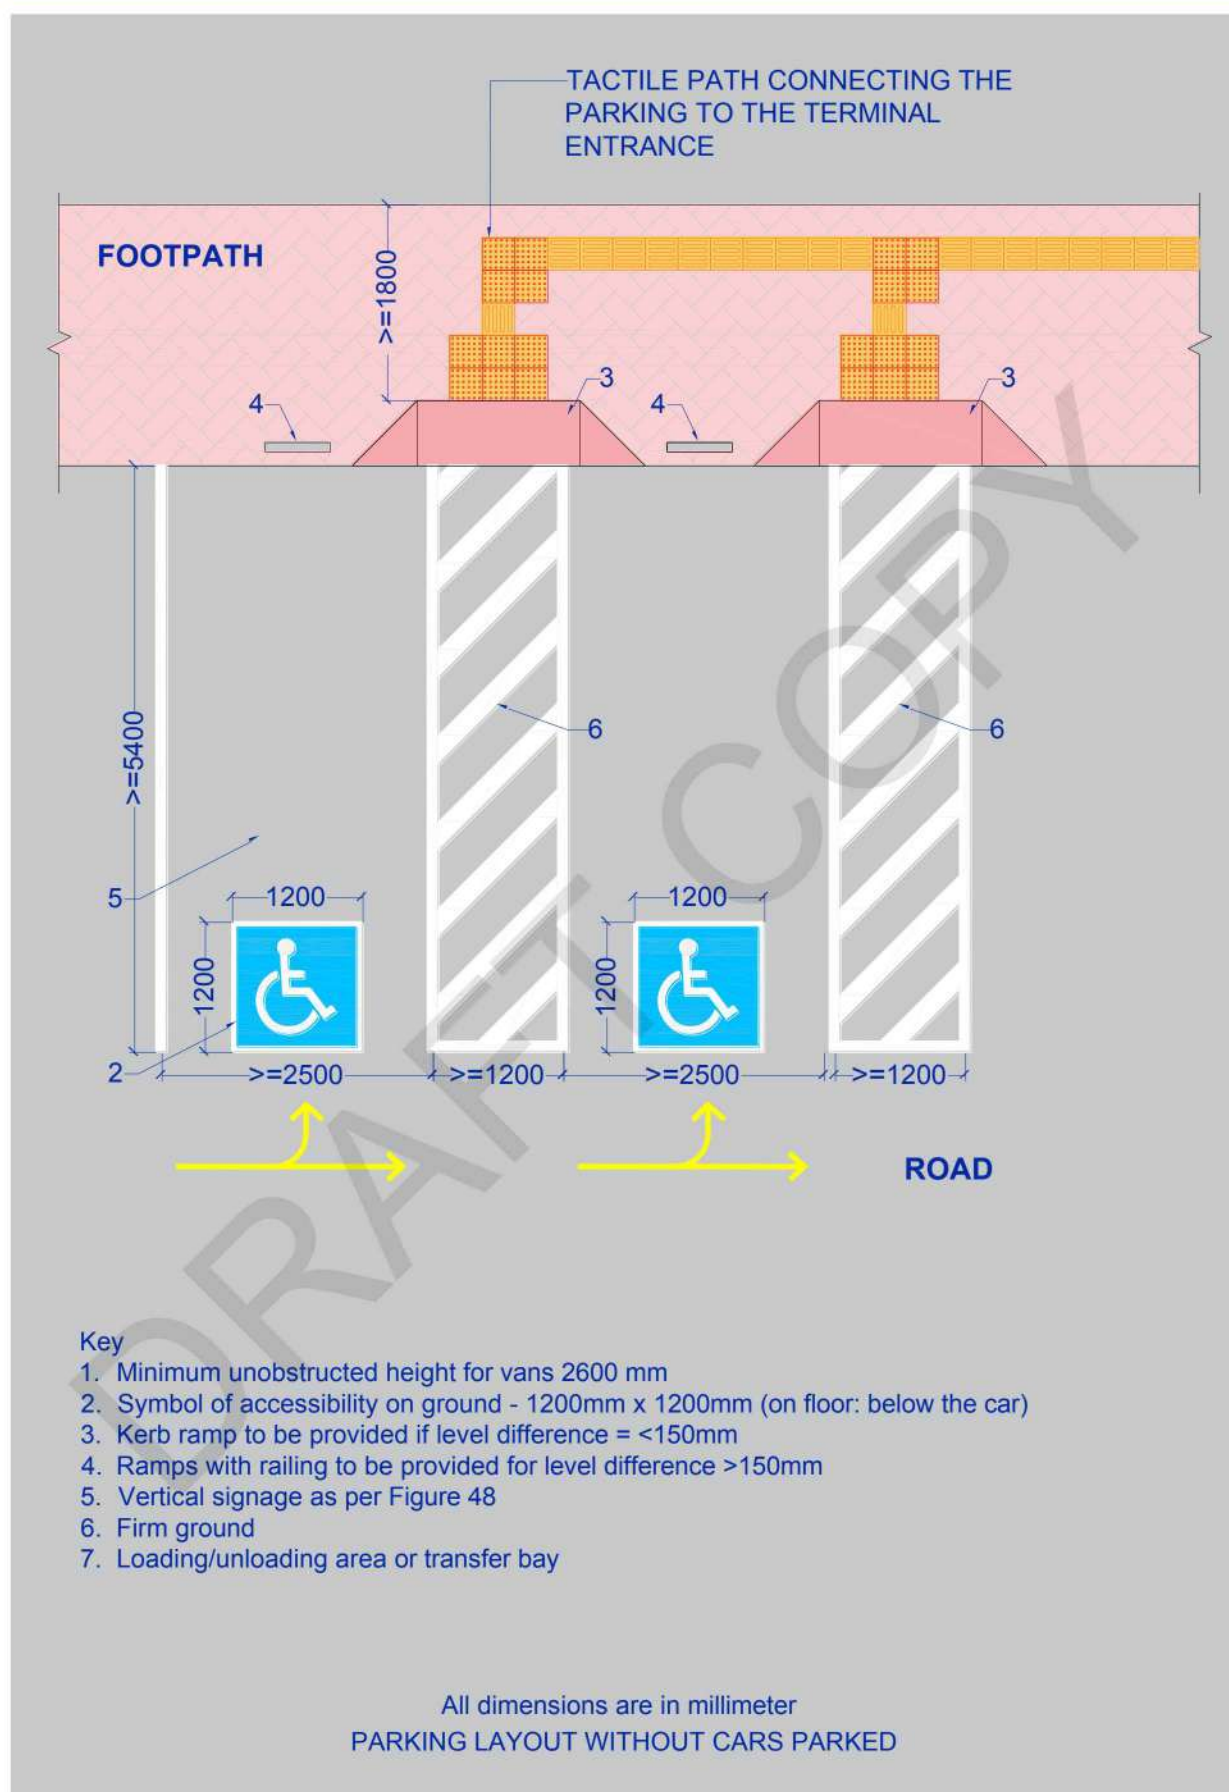 TACTILE PATH CONNECTING THE
PARKING TO THE TERMINAL
ENTRANCE
FOOTPATH
>=1800
3
3
4
4
>=5400
6
6
5
1200
1200
1200
1200
2
>=2500
>=1200
>=2500
>=1200
ROAD
DRAFT COPY
Key
1. Minimum unobstructed height for vans 2600 mm
2. Symbol of accessibility on ground - 1200mm x 1200mm (on floor: below the car)
3. Kerb ramp to be provided if level difference = <150mm
4. Ramps with railing to be provided for level difference >150mm
5. Vertical signage as per Figure 48
6. Firm ground
7. Loading/unloading area or transfer bay
All dimensions are in millimeter
PARKING LAYOUT WITHOUT CARS PARKED